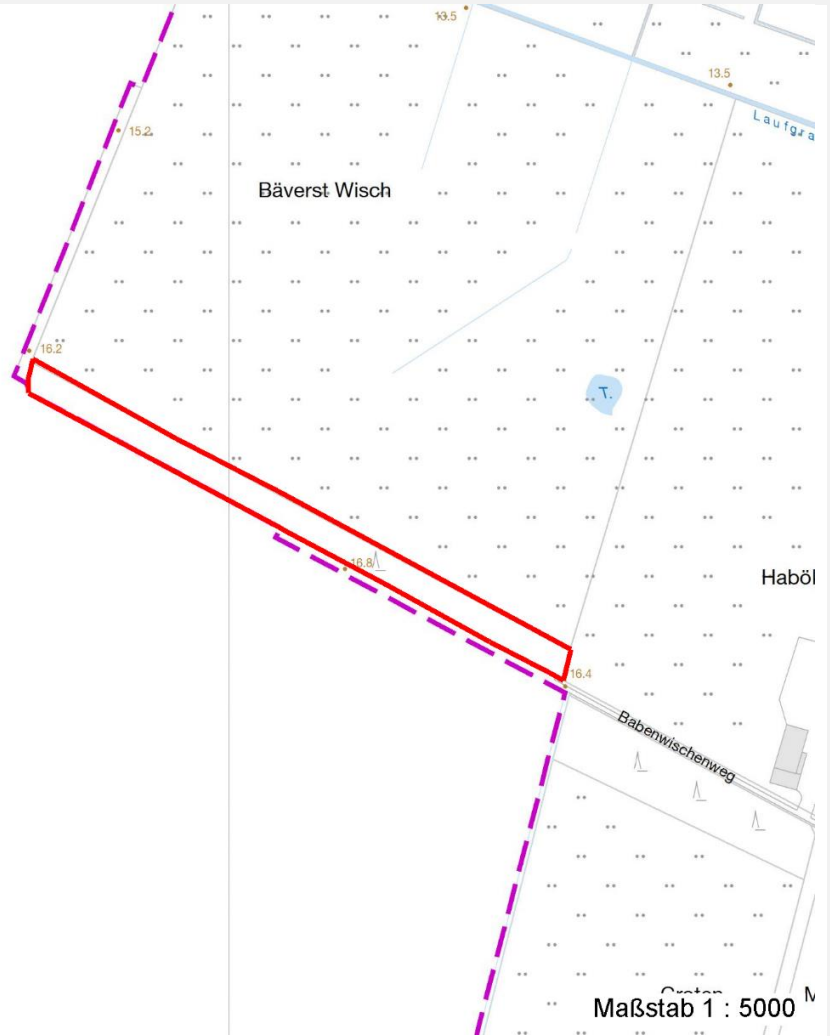 13.5
13.5
Laufgra
15.2
Bäverst Wisch
16.2
T.
16.8
Haböl
16.4
Babenwischenweg
M
Maßstab 1 : 5000